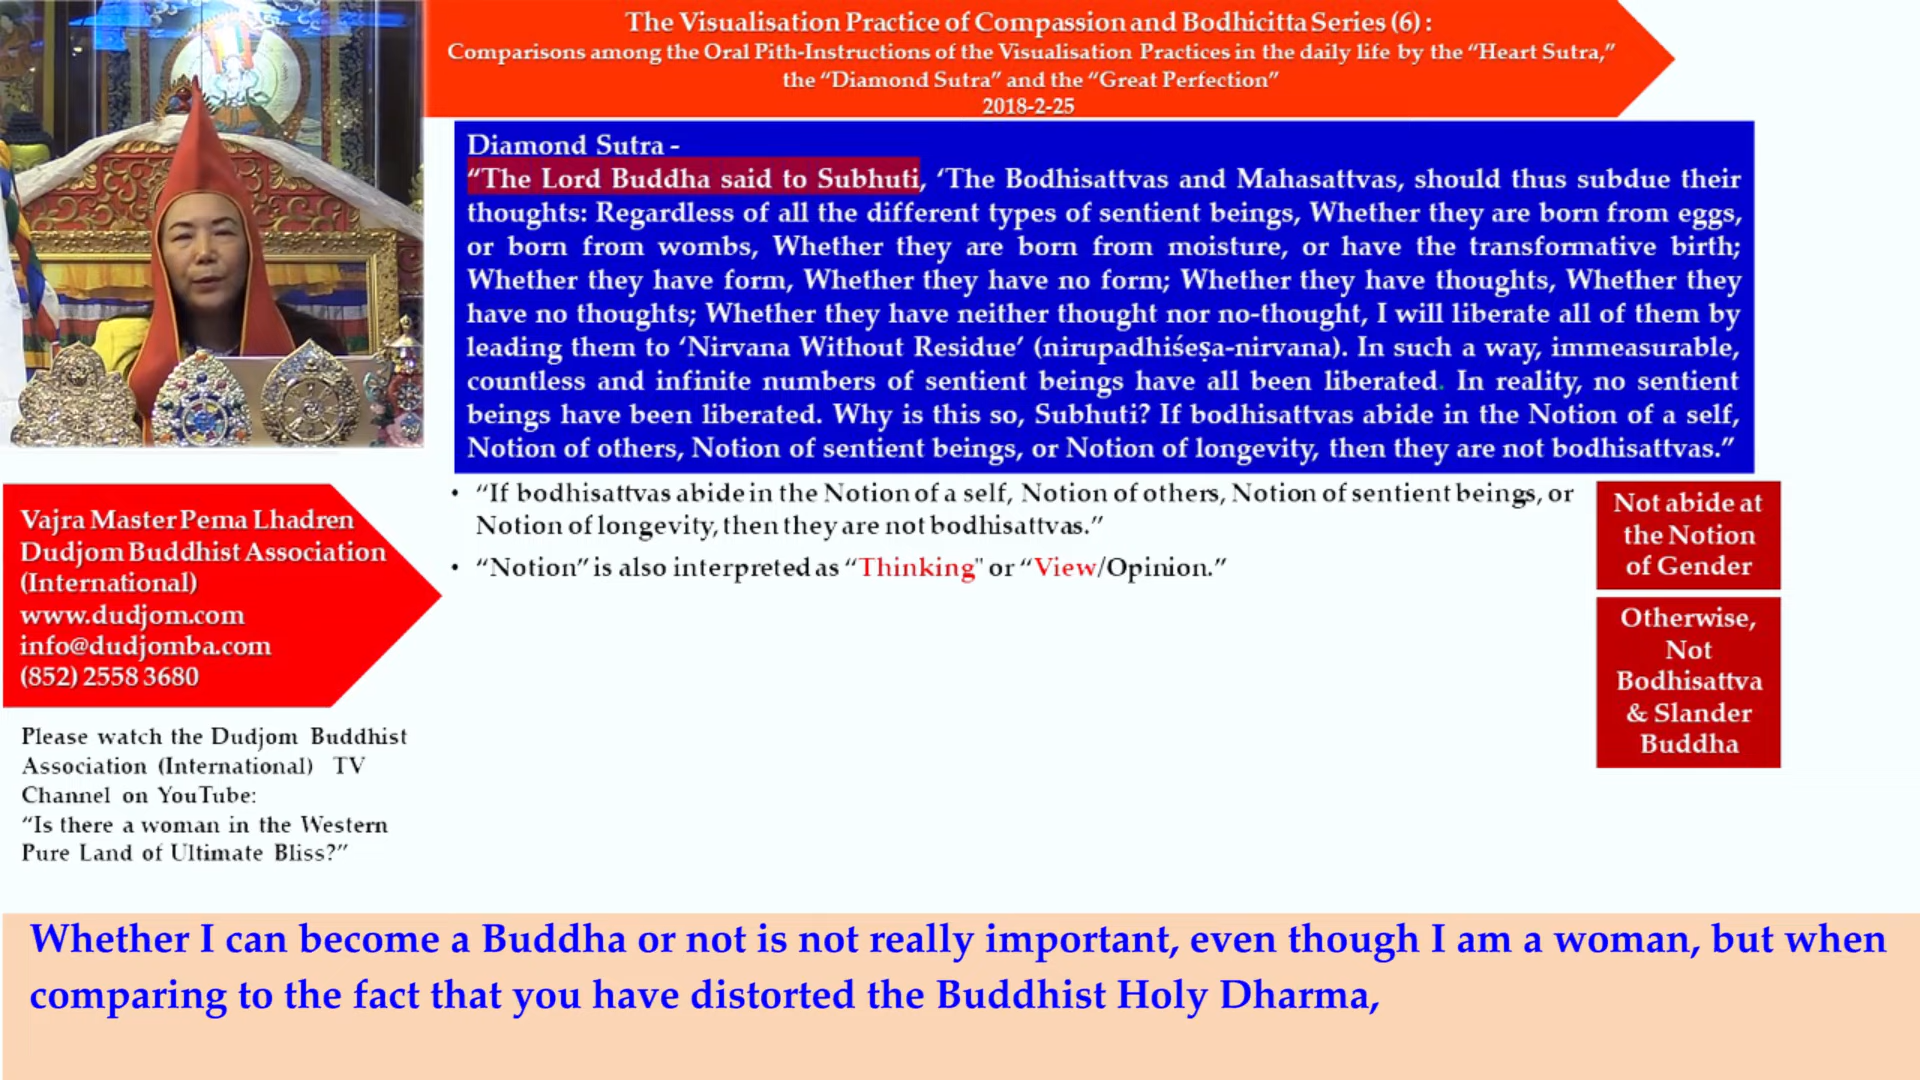 The Visualisation Practice of Compassion and Bodhicitta Series (6) :
Comparisons among the Oral Pith-Instructions of the Visualisation Practices in the daily life by the “Heart Sutra,”
the “Diamond Sutra” and the “Great Perfection”
2018-2-25
Diamond Sutra -
“The Lord Buddha said to Subhuti, ‘The Bodhisattvas and Mahasattvas, should thus subdue their
thoughts: Regardless of all the different types of sentient beings, Whether they are born from eggs,
or born from wombs, Whether they are born from moisture, or have the transformative birth;
Whether they have form, Whether they have no form; Whether they have thoughts, Whether they
have no thoughts; Whether they have neither thought nor no-thought, I will liberate all of them by
leading them to ‘Nirvana Without Residue’ (nirupadhiśeṣa-nirvana). In such a way, immeasurable,
countless and infinite numbers of sentient beings have all been liberated. In reality, no sentient
beings have been liberated. Why is this so, Subhuti? If bodhisattvas abide in the Notion of a self,
Notion of others, Notion of sentient beings, or Notion of longevity, then they are not bodhisattvas.”
• “If bodhisattvas abide in the Notion of a self, Notion of others, Notion of sentient beings, or
Notion of longevity, then they are not bodhisattvas.”
• “Notion” is also interpreted as “Thinking" or “View/Opinion.”
Not abide at
the Notion
of Gender
Otherwise,
Not
Bodhisattva
& Slander
Buddha
Vajra Master Pema Lhadren
Dudjom Buddhist Association
(International)
www.dudjom.com
info@dudjomba.com
(852) 2558 3680
Please watch the Dudjom Buddhist
Association (International) TV
Channel on YouTube:
“Is there a woman in the Western
Pure Land of Ultimate Bliss?”
Whether I can become a Buddha or not is not really important, even though I am a woman, but when
comparing to the fact that you have distorted the Buddhist Holy Dharma,